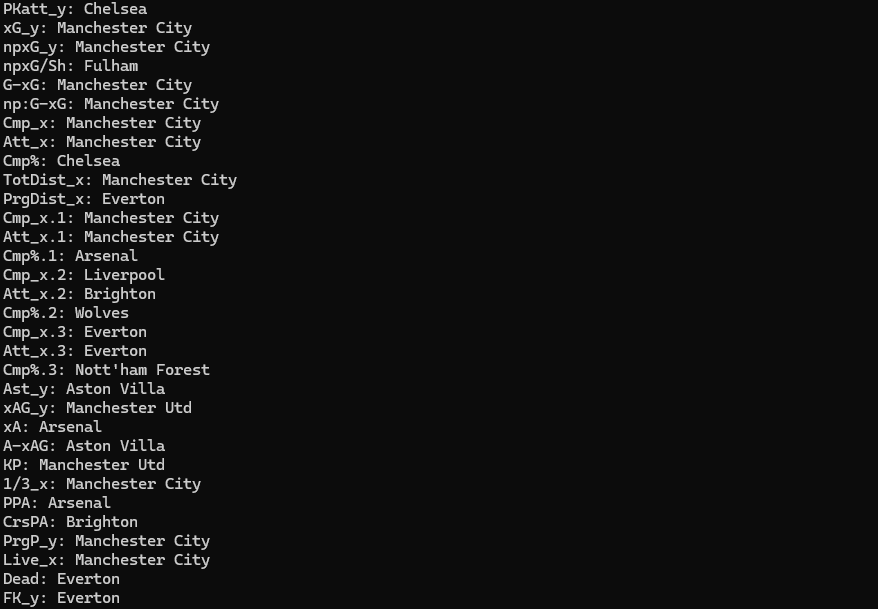 PKatt_y: Chelsea
xG_y: Manchester City
npxG_y: Manchester City
npxG/Sh: Fulham
G-xG: Manchester City
np:G-xG: Manchester City
Cmp_x: Manchester City
Att_x: Manchester City
Cmp%: Chelsea
TotDist_x: Manchester City
PrgDist_x: Everton
Cmp_x.1: Manchester City
Att_x.1: Manchester City
Cmp%.1: Arsenal
Cmp_x.2: Liverpool
Att_x.2: Brighton
Cmp%.2: Wolves
Cmp_x.3: Everton
Att_x.3: Everton
Cmp%.3: Nott'ham Forest
Ast_y: Aston Villa
xAG_y: Manchester Utd
xA: Arsenal
A-xAG: Aston Villa
KP: Manchester Utd
1/3_x: Manchester City
PPA: Arsenal
CrsPA: Brighton
PrgP_y: Manchester City
Live_x: Manchester City
Dead: Everton
FK_y: Everton